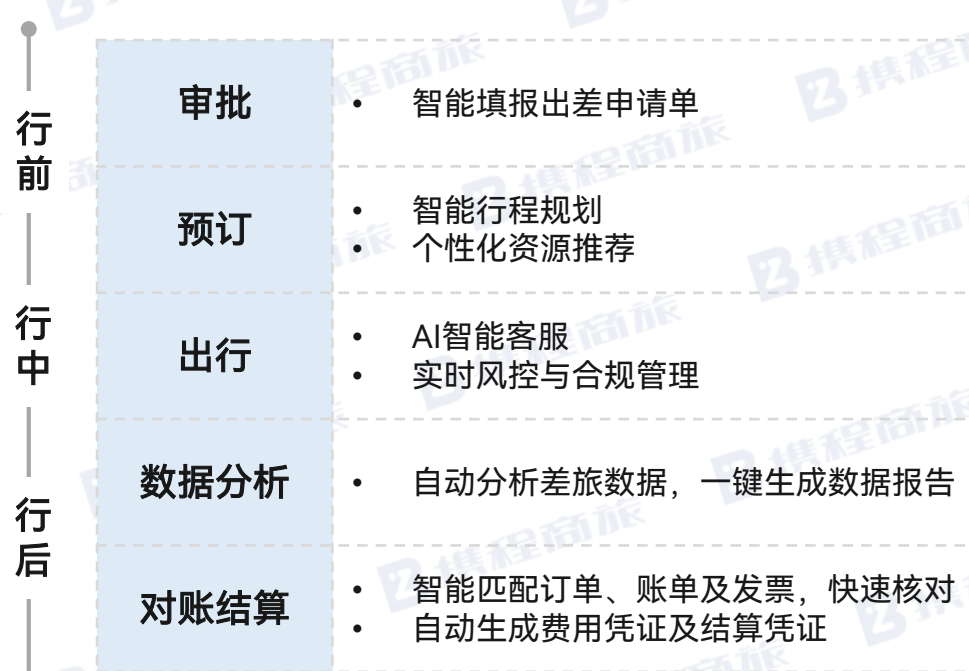 行前
审批
智能填报出差申请单
预订
智能行程规划
个性化资源推荐
行中
出行
AI智能客服
实时风控与合规管理
行后
数据分析
自动分析差旅数据，一键生成数据报告
对账结算
智能匹配订单、账单及发票，快速核对
自动生成费用凭证及结算凭证
携程商旅